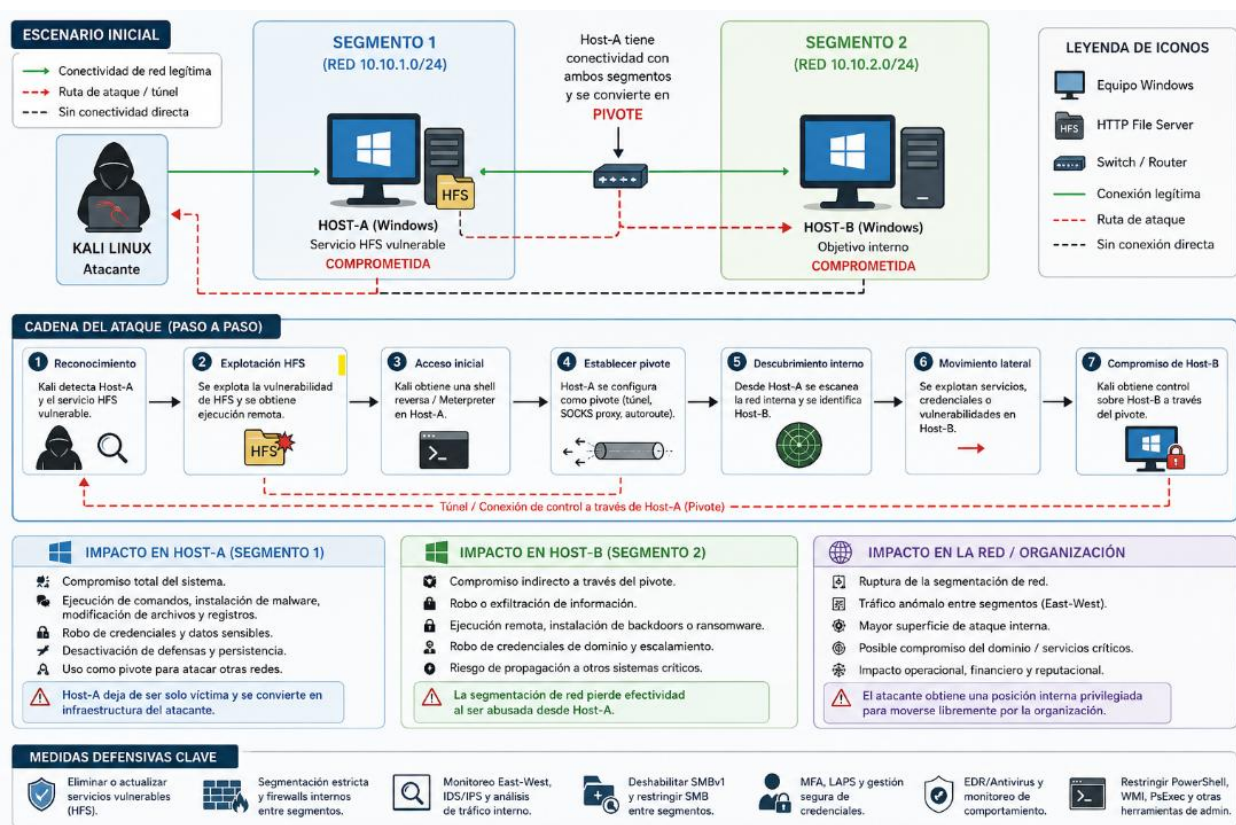 ESCENARIO INICIAL
Conectividad de red legítima
Ruta de ataque / túnel
Sin conectividad directa
KALI LINUX
Atacante
SEGMENTO 1
(RED 10.10.1.0/24)
HFS
HOST-A (Windows)
Servicio HFS vulnerable
COMPROMETIDA
Host-A tiene
conectividad con
ambos segmentos
y se convierte en
PIVOTE
SEGMENTO 2
(RED 10.10.2.0/24)
HOST-B (Windows)
Objetivo interno
COMPROMETIDA
LEYENDA DE ICONOS
Equipo Windows
HFS
HTTP File Server
Switch / Router
Conexión legítima
Ruta de ataque
Sin conexión directa
CADENA DEL ATAQUE (PASO A PASO)
1 Reconocimiento
Kali detecta Host-A
y el servicio HFS
vulnerable.
2 Explotación HFS
Se explota la vulnerabilidad
de HFS y se obtiene
ejecución remota.
HFS
3 Acceso inicial
Kali obtiene una shell
reversa / Meterpreter
en Host-A.
4 Establecer pivote
Host-A se configura
como pivote (túnel,
SOCKS proxy, autoroute).
5 Descubrimiento interno
Desde Host-A se escanea
la red interna y se identifica
Host-B.
6 Movimiento lateral
Se explotan servicios,
credenciales o
vulnerabilidades en
Host-B.
7 Compromiso de Host-B
Kali obtiene control
sobre Host-B a través
del pivote.
Túnel / Conexión de control a través de Host-A (Pivote)
IMPACTO EN HOST-A (SEGMENTO 1)
Compromiso total del sistema.
Ejecución de comandos, instalación de malware,
modificación de archivos y registros.
Robo de credenciales y datos sensibles.
Desactivación de defensas y persistencia.
Uso como pivote para atacar otras redes.
Host-A deja de ser solo víctima y se convierte en
infraestructura del atacante.
IMPACTO EN HOST-B (SEGMENTO 2)
Compromiso indirecto a través del pivote.
Robo o exfiltración de información.
Ejecución remota, instalación de backdoors o ransomware.
Robo de credenciales de dominio y escalamiento.
Riesgo de propagación a otros sistemas críticos.
La segmentación de red pierde efectividad
al ser abusada desde Host-A.
IMPACTO EN LA RED / ORGANIZACIÓN
Ruptura de la segmentación de red.
Tráfico anómalo entre segmentos (East-West).
Mayor superficie de ataque interna.
Posible compromiso del dominio / servicios críticos.
Impacto operacional, financiero y reputacional.
El atacante obtiene una posición interna privilegiada
para moverse libremente por la organización.
MEDIDAS DEFENSIVAS CLAVE
Eliminar o actualizar
servicios vulnerables
(HFS).
Segmentación estricta
y firewalls internos
entre segmentos.
Monitoreo East-West,
IDS/IPS y análisis
de tráfico interno.
Deshabilitar SMBv1
y restringir SMB
entre segmentos.
MFA, LAPS y gestión
segura de
credenciales.
EDR/Antivirus y
monitoreo de
comportamiento.
Restringir PowerShell,
WMI, PsExec y otras
herramientas de admin.